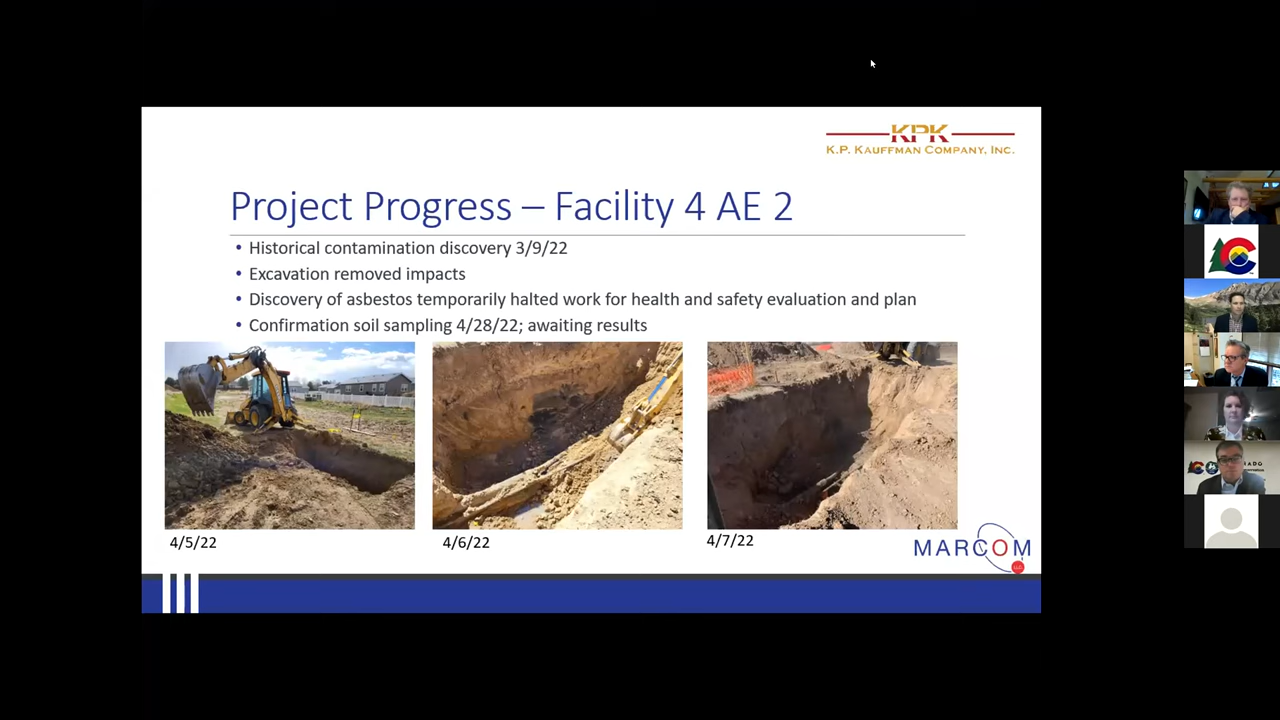 KPK
K.P. KAUFFMAN COMPANY, INC.
Project Progress – Facility 4 AE 2
• Historical contamination discovery 3/9/22
• Excavation removed impacts
• Discovery of asbestos temporarily halted work for health and safety evaluation and plan
• Confirmation soil sampling 4/28/22; awaiting results
4/5/22
4/6/22
4/7/22
MARCOM
LLC